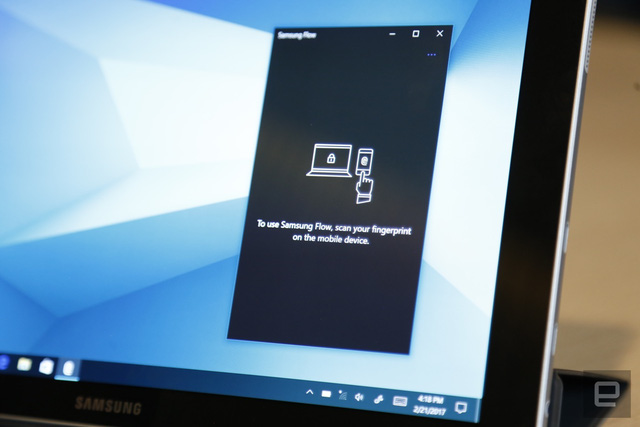 Samsung Flow
To use Samsung Flow, scan your fingerprint
on the mobile device.
4:18 PM
2/21/2017
SAMSUNG
e